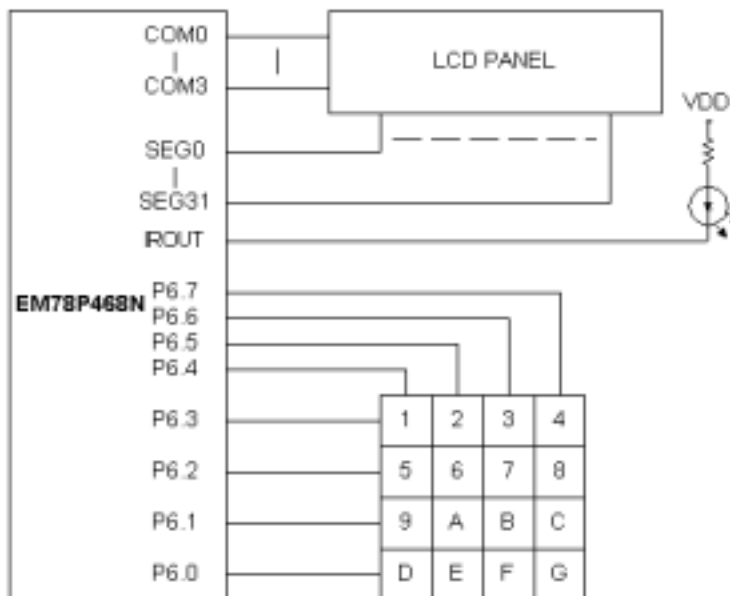 COM0
COM3
LCD PANEL
VDD
SEG0
SEG31
IROUT
EM78P468N
P6.7
P6.6
P6.5
P6.4
P6.3
1 2 3 4
P6.2
5 6 7 8
P6.1
9 A B C
P6.0
D E F G